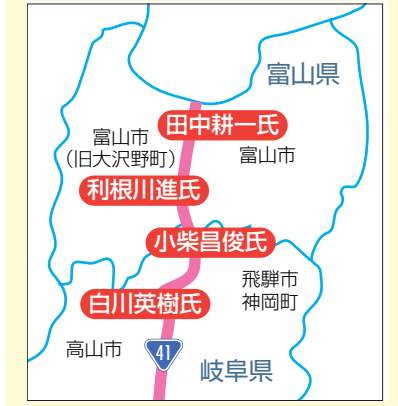 富山県
田中耕一氏
富山市
(旧大沢野町)
富山市
利根川進氏
小柴昌俊氏
飛騨市
神岡町
白川英樹氏
高山市
41
岐阜県